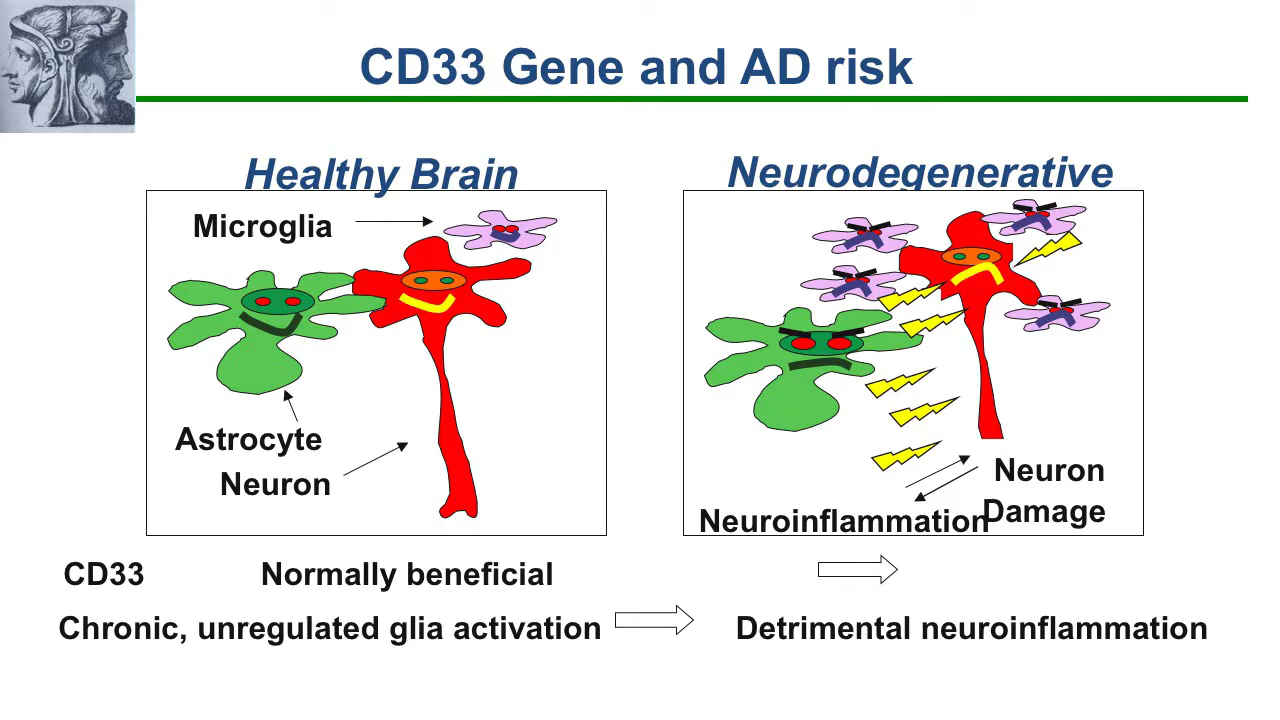 CD33 Gene and AD risk
Healthy Brain
Neurodegenerative
Microglia
Astrocyte
Neuron
Neuron
Damage
Neuroinflammation
CD33 Normally beneficial
Chronic, unregulated glia activation Detrimental neuroinflammation